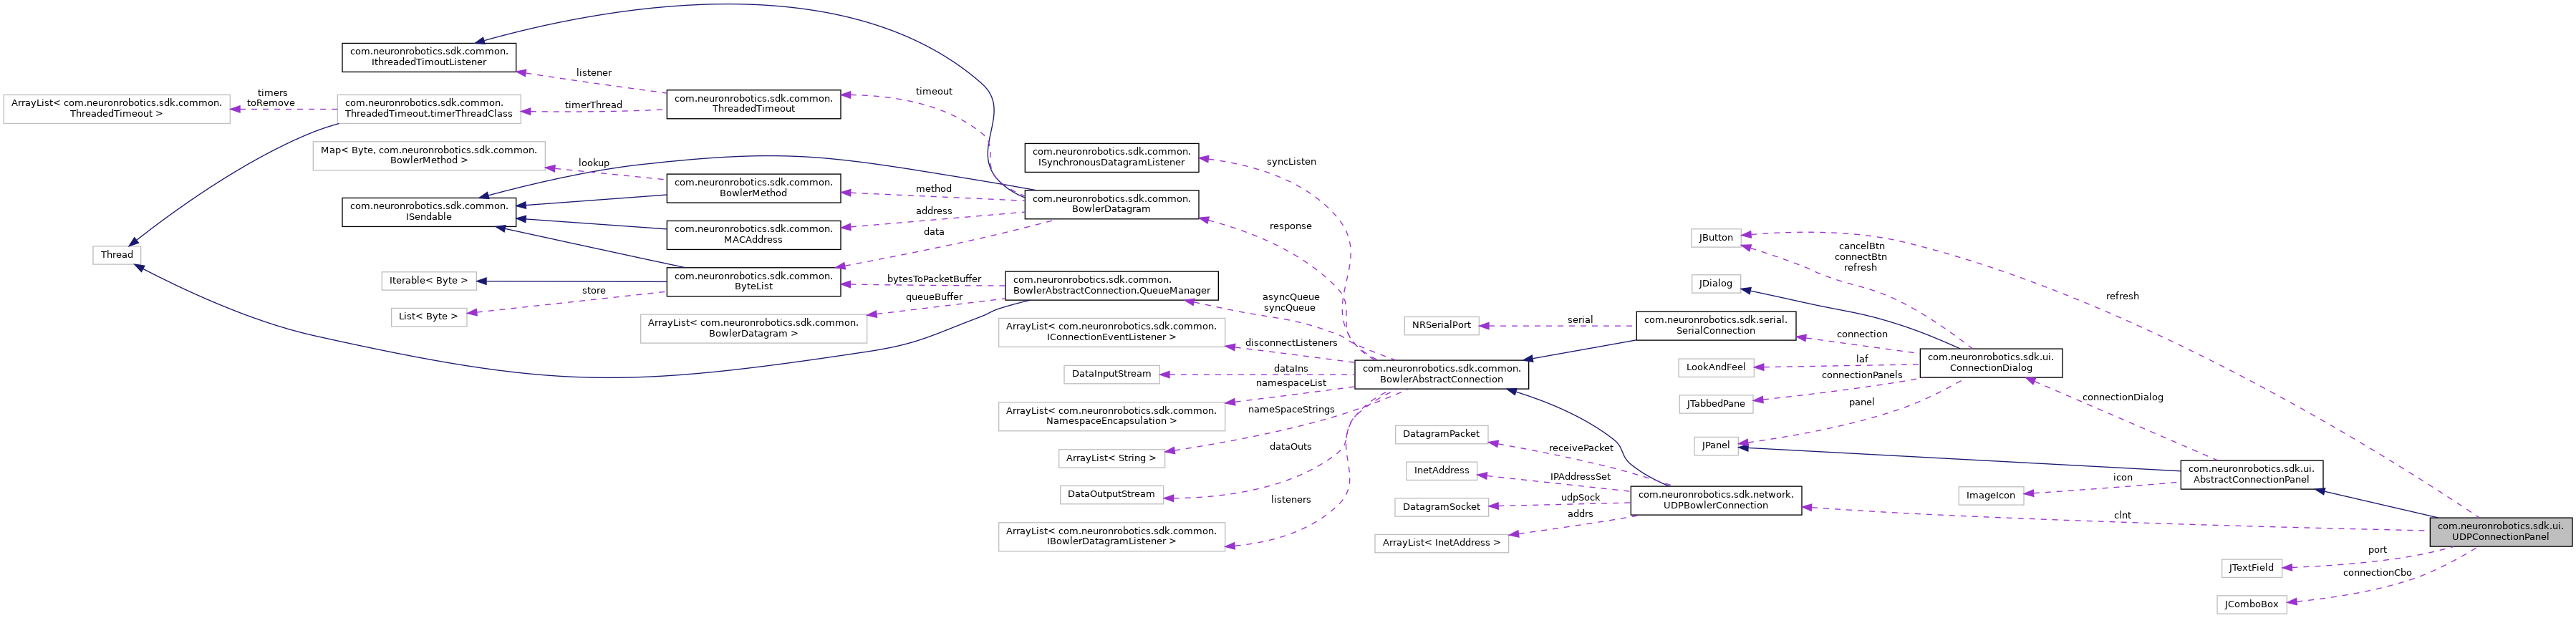 com.neuronrobotics.sdk.common.
IthreadedTimoutListener
listener
ArrayList< com.neuronrobotics.sdk.common.
ThreadedTimeout >
timers
toRemove
com.neuronrobotics.sdk.common.
ThreadedTimeout.timerThreadClass
timerThread
com.neuronrobotics.sdk.common.
ThreadedTimeout
timeout
Map< Byte, com.neuronrobotics.sdk.common.
BowlerMethod >
lookup
com.neuronrobotics.sdk.common.
BowlerMethod
method
com.neuronrobotics.sdk.common.
ISendable
com.neuronrobotics.sdk.common.
MACAddress
address
data
Thread
Iterable< Byte >
List< Byte >
store
com.neuronrobotics.sdk.common.
ByteList
bytesToPacketBuffer
queueBuffer
ArrayList< com.neuronrobotics.sdk.common.
BowlerDatagram >
com.neuronrobotics.sdk.common.
ISynchronousDatagramListener
syncListen
com.neuronrobotics.sdk.common.
BowlerDatagram
response
com.neuronrobotics.sdk.common.
BowlerAbstractConnection.QueueManager
asyncQueue
syncQueue
ArrayList< com.neuronrobotics.sdk.common.
IConnectionEventListener >
disconnectListeners
DataInputStream
dataIns
namespaceList
ArrayList< com.neuronrobotics.sdk.common.
NamespaceEncapsulation >
nameSpaceStrings
ArrayList< String >
dataOuts
DataOutputStream
listeners
ArrayList< com.neuronrobotics.sdk.common.
IBowlerDatagramListener >
com.neuronrobotics.sdk.common.
BowlerAbstractConnection
NRSerialPort
serial
com.neuronrobotics.sdk.serial.
SerialConnection
DatagramPacket
receivePacket
InetAddress
IPAddressSet
DatagramSocket
udpSock
addrs
ArrayList< InetAddress >
com.neuronrobotics.sdk.network.
UDPBowlerConnection
JButton
cancelBtn
connectBtn
refresh
JDialog
connection
LookAndFeel
laf
connectionPanels
JTabbedPane
panel
JPanel
com.neuronrobotics.sdk.ui.
ConnectionDialog
connectionDialog
refresh
com.neuronrobotics.sdk.ui.
AbstractConnectionPanel
icon
ImageIcon
clnt
com.neuronrobotics.sdk.ui.
UDPConnectionPanel
port
JTextField
connectionCbo
JComboBox